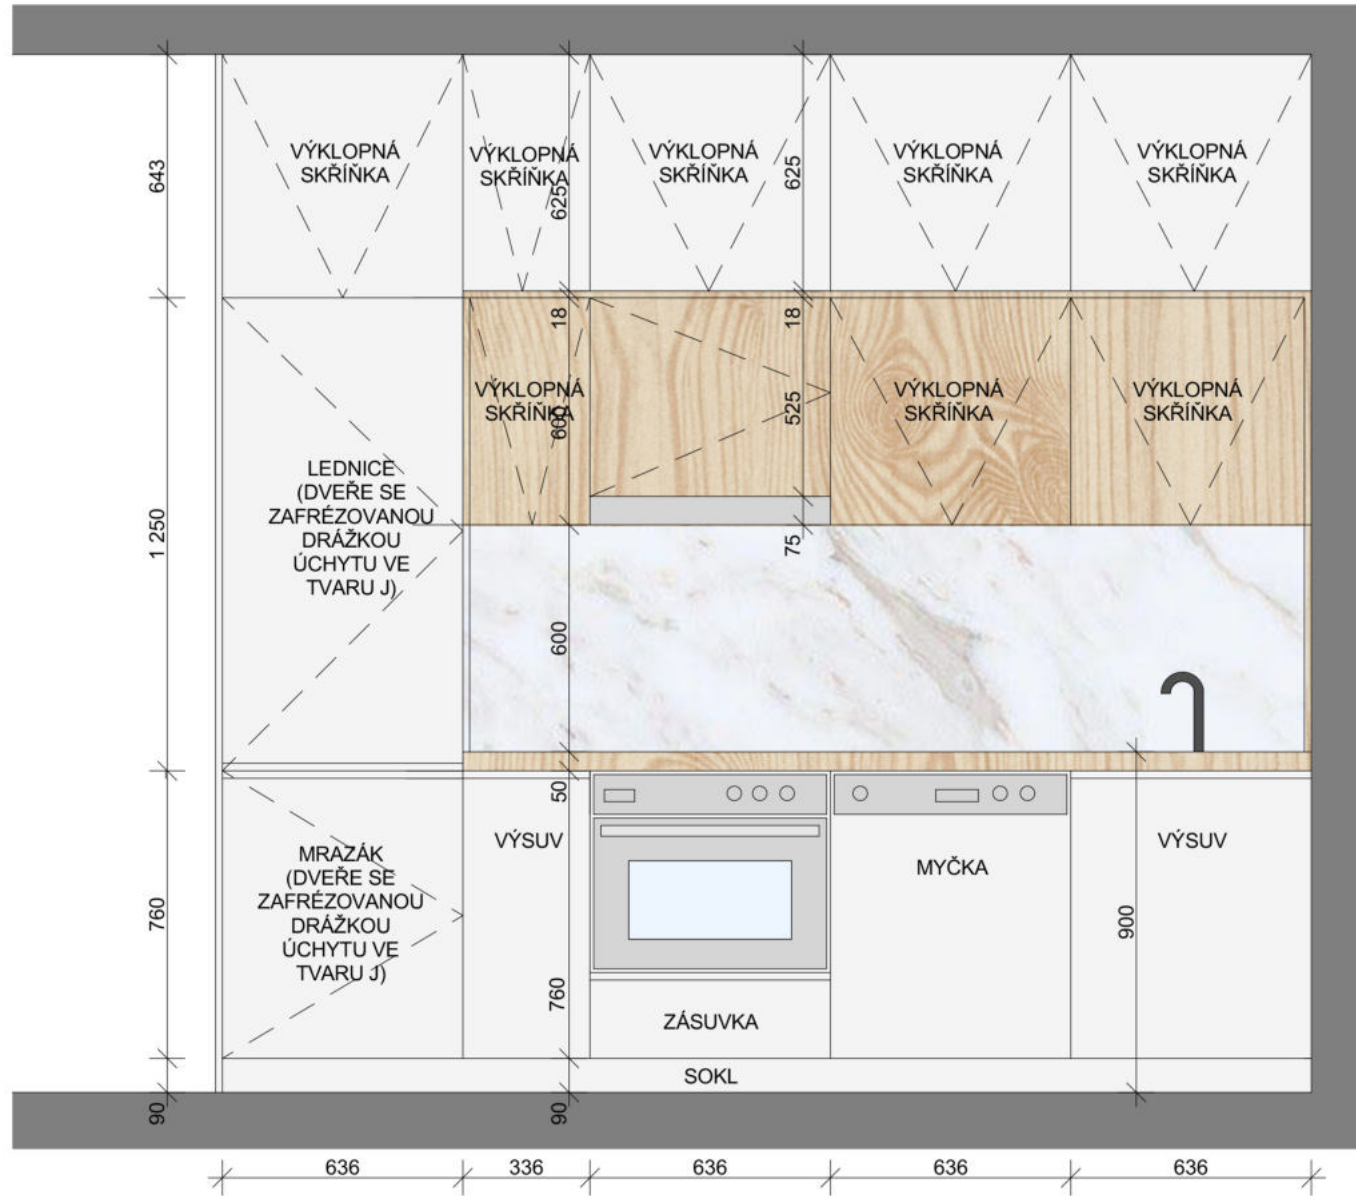 VÝKLOPNÁ
SKŘÍŇKA
VÝKLOPNÁ
SKŘÍŇKA
VÝKLOPNÁ
SKŘÍŇKA
VÝKLOPNÁ
SKŘÍŇKA
VÝKLOPNÁ
SKŘÍŇKA
643
625
625
18
18
VÝKLOPNÁ
SKŘÍŇKA
600
525
VÝKLOPNÁ
SKŘÍŇKA
VÝKLOPNÁ
SKŘÍŇKA
LEDNICE
(DVEŘE SE
ZAFRÉZOVANOU
DRÁŽKOU
ÚCHYTU VE
TVARU J)
1 250
75
600
50
VÝSUV
VÝSUV
MYČKA
MRAZÁK
(DVEŘE SE
ZAFRÉZOVANOU
DRÁŽKOU
ÚCHYTU VE
TVARU J)
760
900
760
ZÁSUVKA
SOKL
90
90
636
336
636
636
636